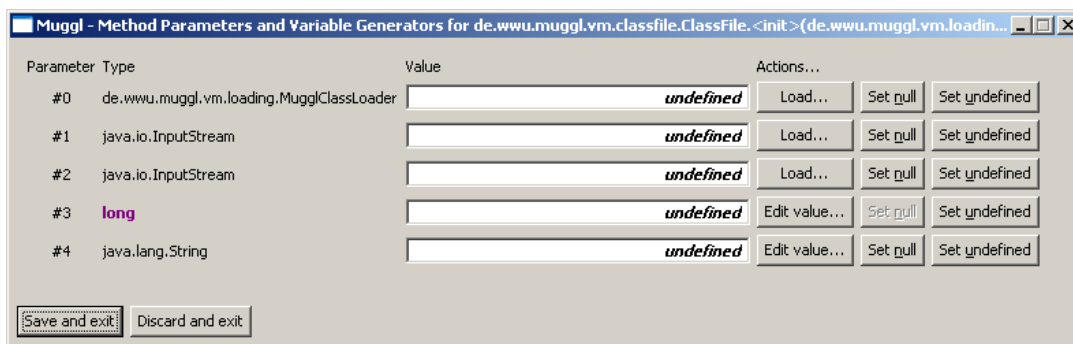 Muggl - Method Parameters and Variable Generators for de.wwu.muggl.vm.classfile.ClassFile.<init>(de.wwu.muggl.vm.loadin...
Parameter Type Value Actions...
#0 de.wwu.muggl.vm.loading.MugglClassLoader undefined Load... Set null Set undefined
#1 java.io.InputStream undefined Load... Set null Set undefined
#2 java.io.InputStream undefined Load... Set null Set undefined
#3 long undefined Edit value... Set null Set undefined
#4 java.lang.String undefined Edit value... Set null Set undefined
Save and exit Discard and exit